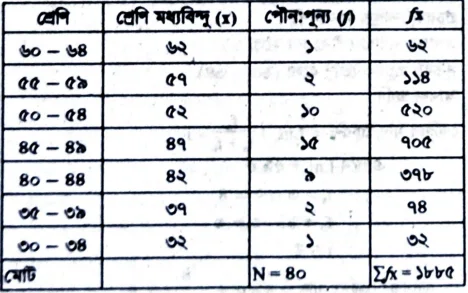 শ্রেণি শ্রেণি মধ্যবিন্দু (x) পৌন:পুন্য (f) fx
৬০ – ৬৪ ৬২ ৬২
৫৫ – ৫৯ ৫৭ ২ ১১৪
৫০ – ৫৪ ৫২ ১০ ৫২০
৪৫ – ৪৯ ৪৭ ১৫ ৭০৫
৪০ – ৪৪ ৪২ ৯ ৩৭৮
৩৫ – ৩৯ ৩৭ ২ ৭৪
৩০ – ৩৪ ৩২ ১ ৩২
মোট N = ৪০ ∑fx = ১৮৮৫